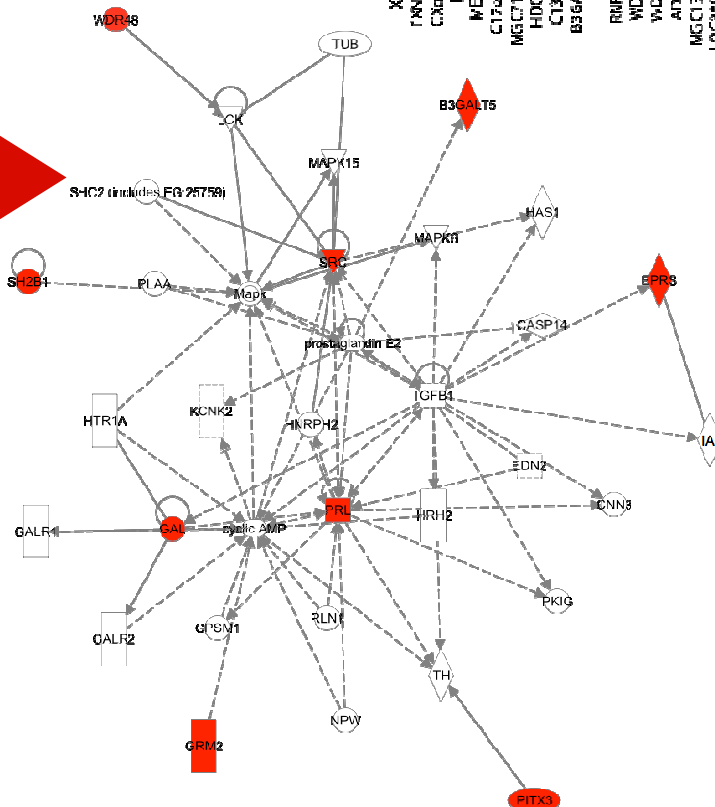 WDR48
TUB
B3GALT5
MAPK15
SHC2 (includes EG:25759)
HAS1
SRC
SH2B1
PLAA
Mapk
EPRS
CASP14
prostaglandin E2
TGFB1
KCNK2
HTR1A
HNRPH2
IA
EDN2
CNN3
PRL
HRH2
GALR1
GAL
cyclic AMP
PKIG
GALR2
GPSM1
RLN1
TH
NPW
GRM2
PITX3